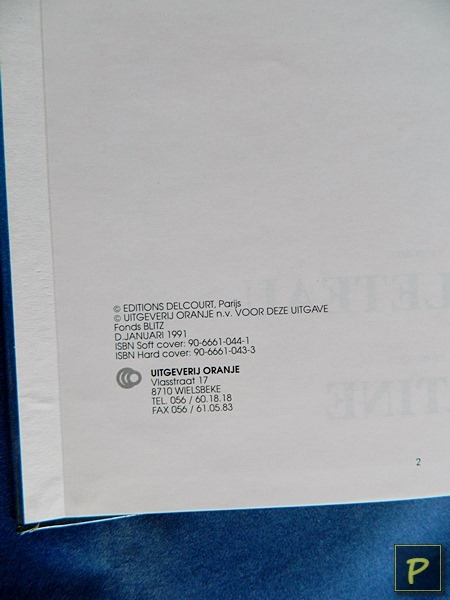 © EDITIONS DELCOURT, Parijs
© UITGEVERIJ ORANJE n.v. VOOR DEZE UITGAVE
Fonds BLITZ
D.JANUARI 1991
ISBN Soft cover: 90-6661-044-1
ISBN Hard cover: 90-6661-043-3
UITGEVERIJ ORANJE
Vlasstraat 17
8710 WIELSBEKE
TEL. 056 / 60.18.18
FAX 056 / 61.05.83
2
P